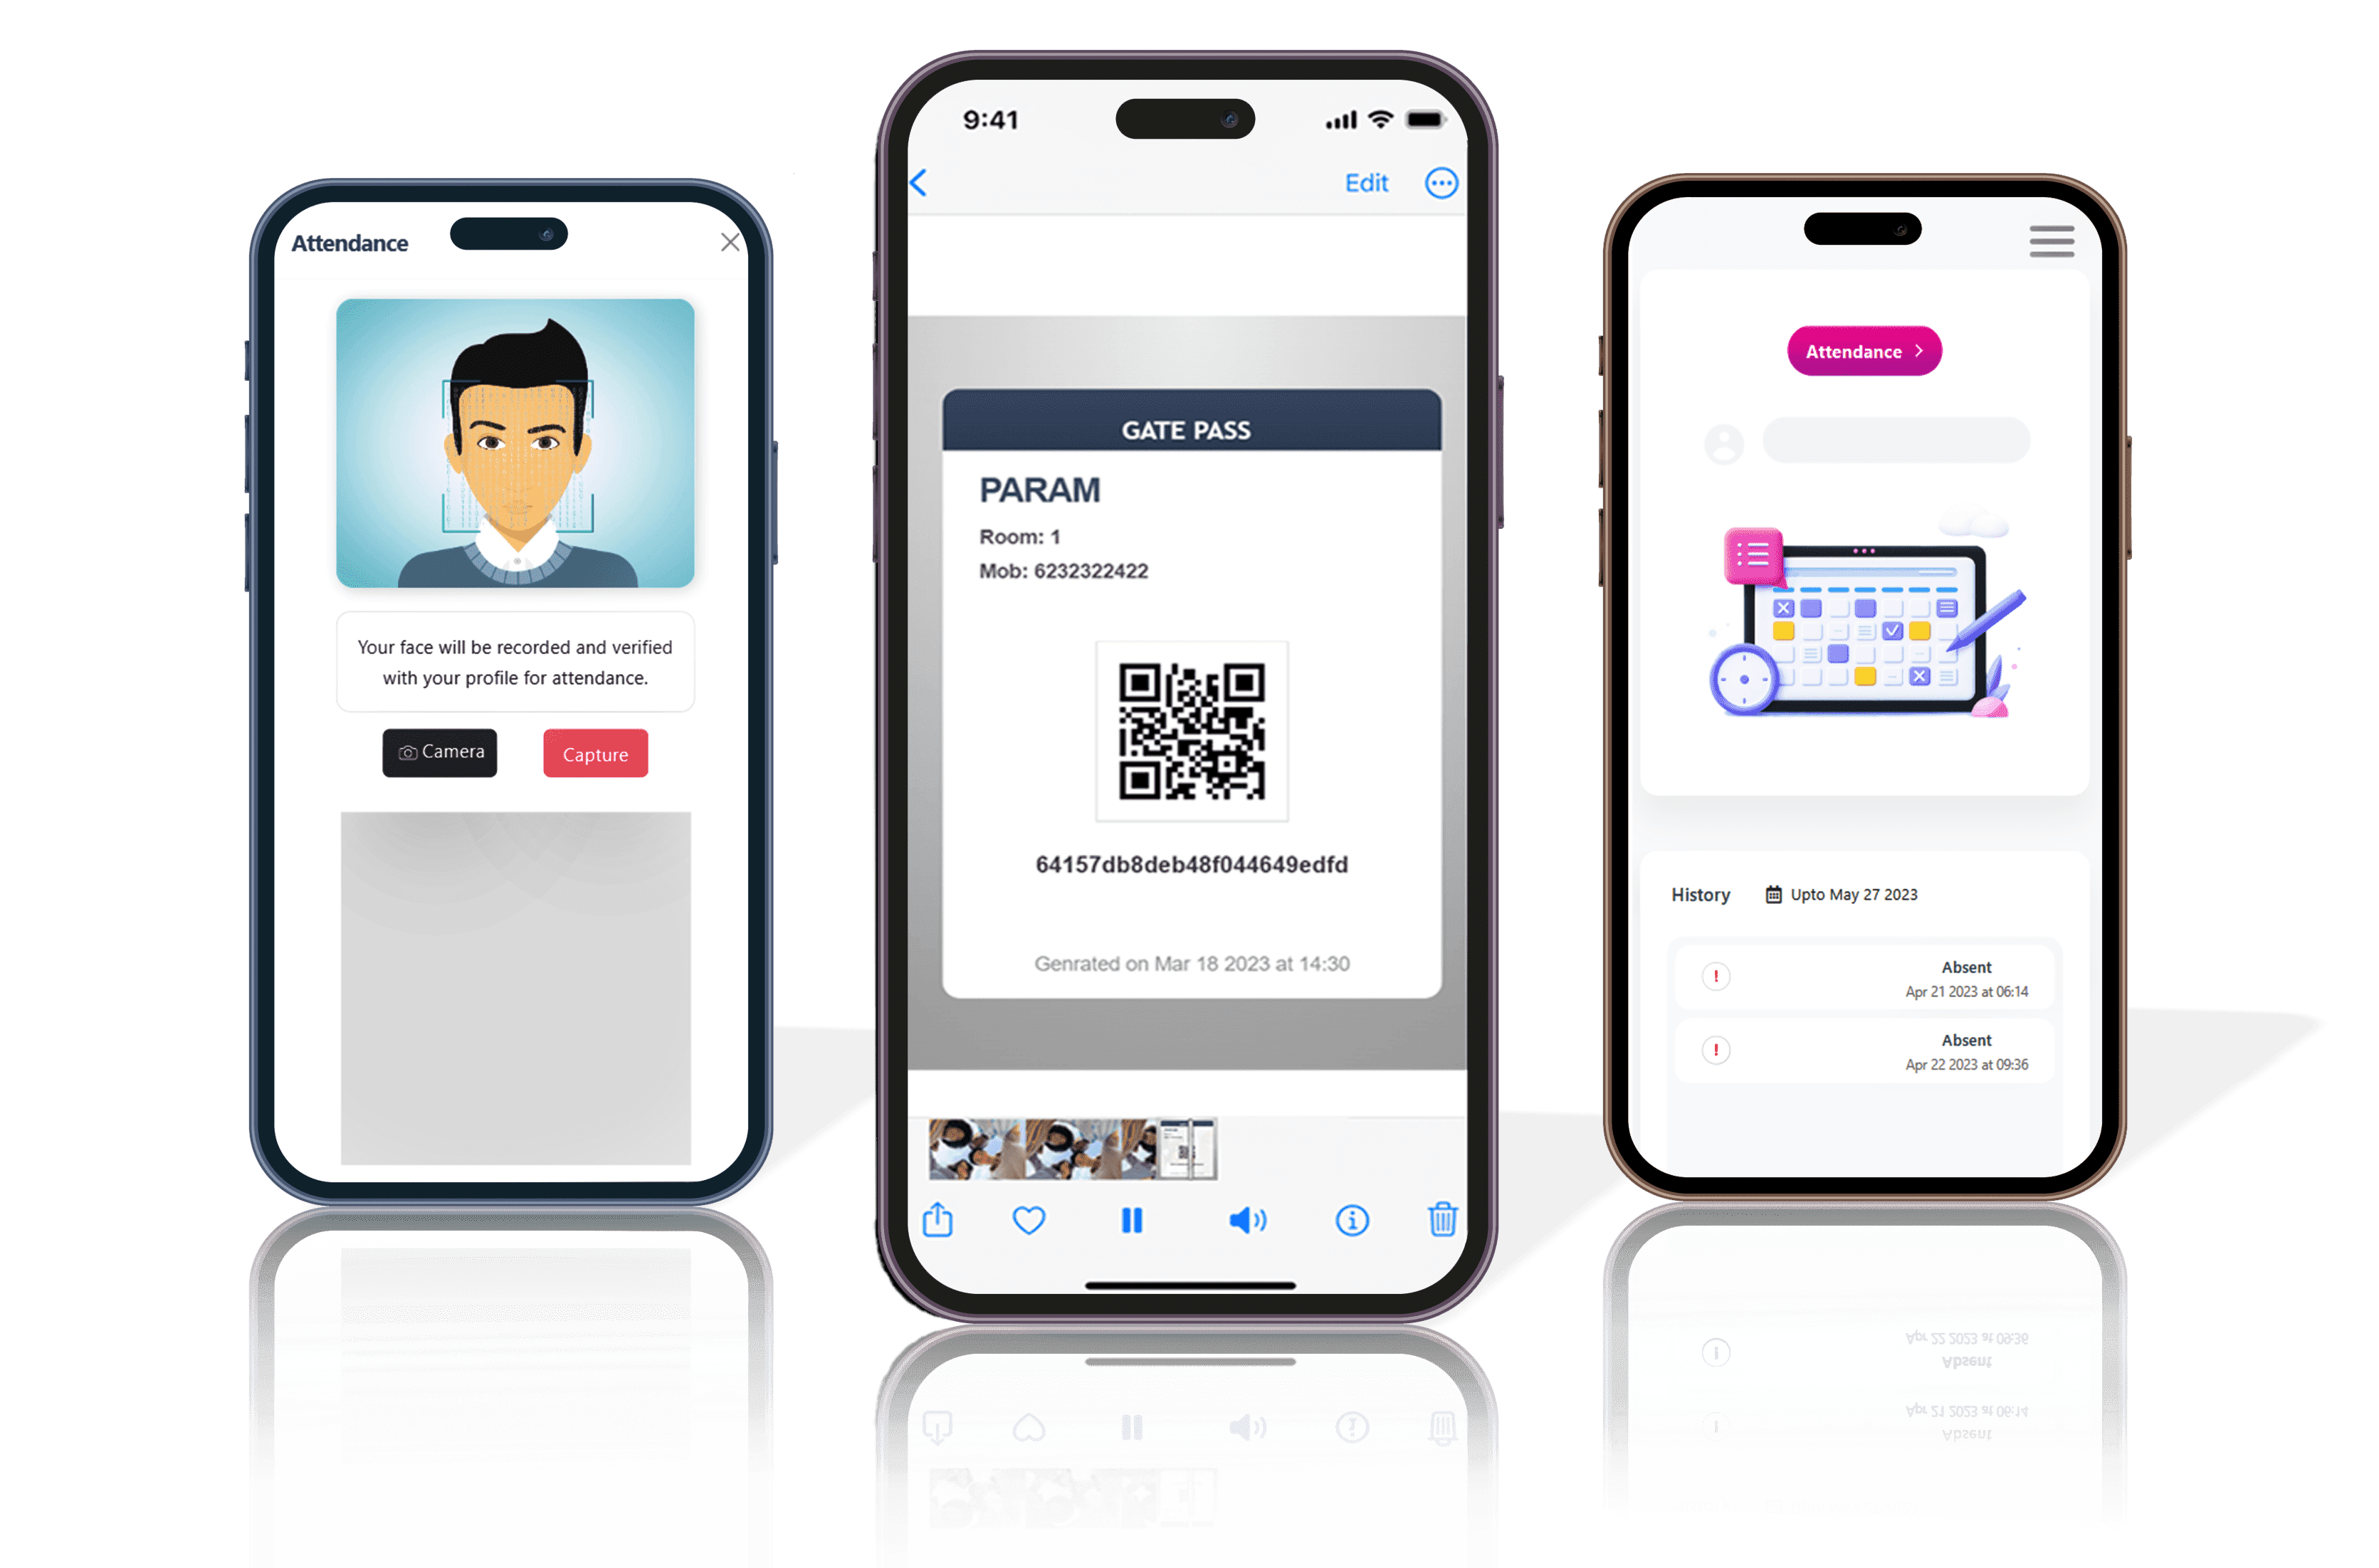 Attendance
Your face will be recorded and verified
with your profile for attendance.
Camera
Capture
9:41
Edit
GATE PASS
PARAM
Room: 1
Mob: 6232322422
64157db8deb48f044649edfd
Genrated on Mar 18 2023 at 14:30
Attendance
History
Upto May 27 2023
Absent
Apr 21 2023 at 06:14
Absent
Apr 22 2023 at 09:36